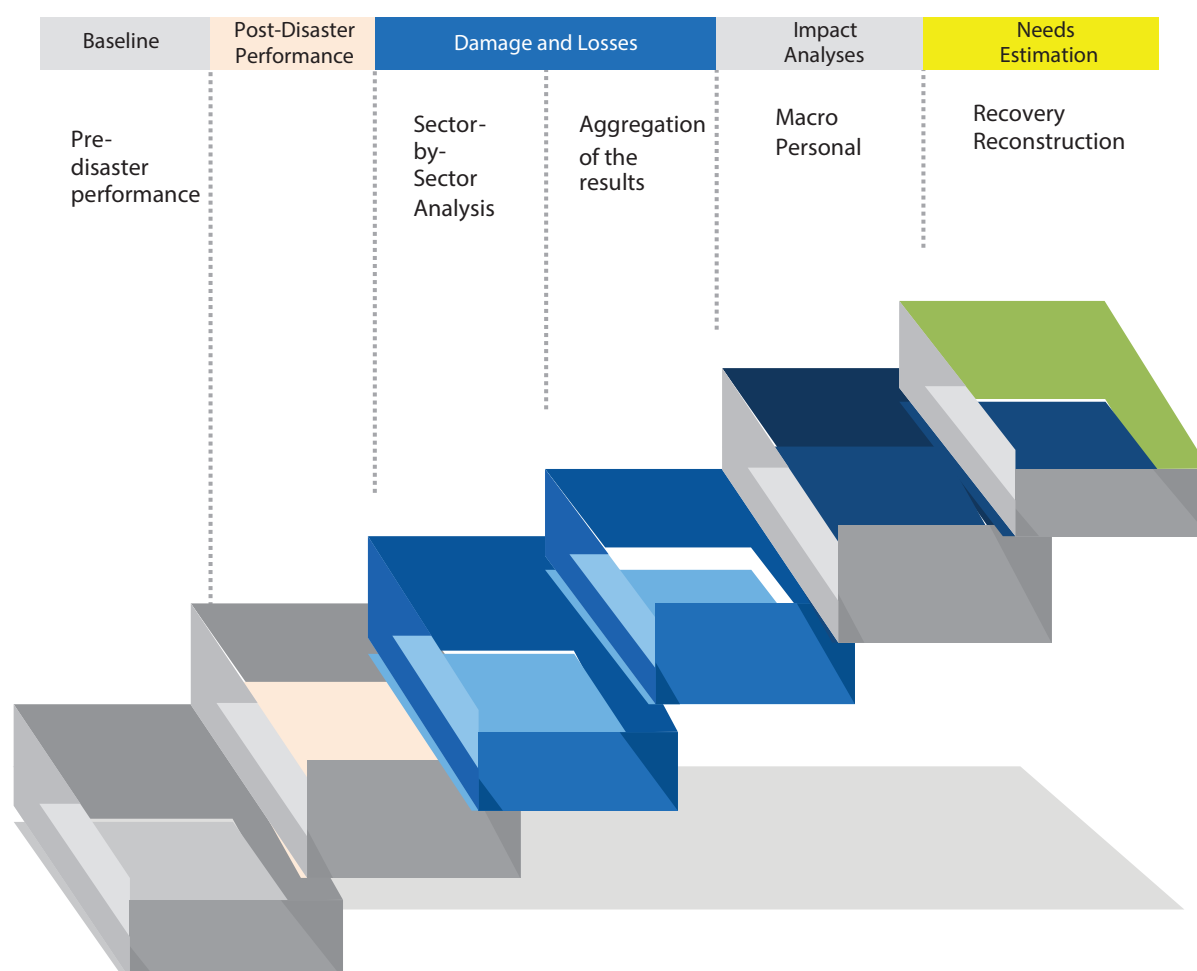 Baseline
Post-Disaster
Performance
Damage and Losses
Impact
Analyses
Needs
Estimation
Pre-
disaster
performance
Sector-
by-
Sector
Analysis
Aggregation
of the
results
Macro
Personal
Recovery
Reconstruction